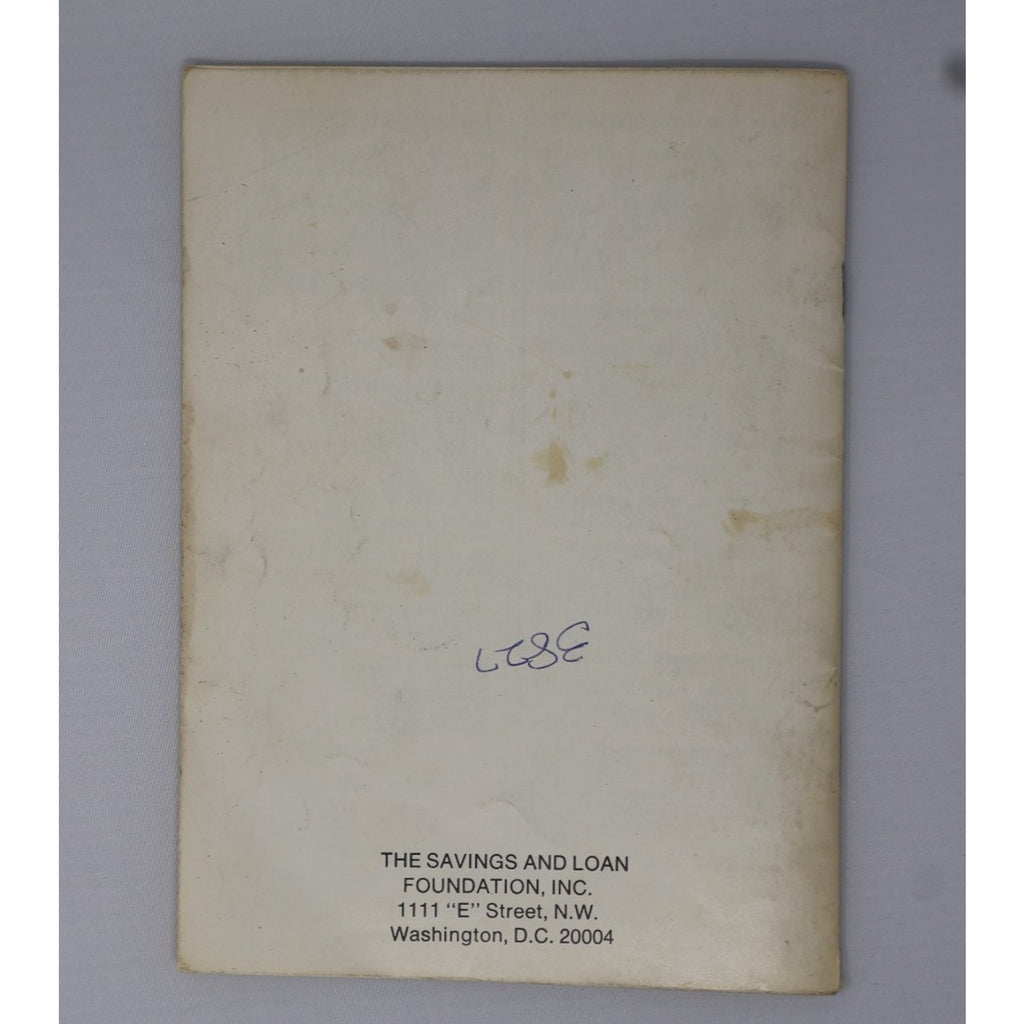 THE SAVINGS AND LOAN
FOUNDATION, INC.
1111 "E" Street, N.W.
Washington, D.C. 20004